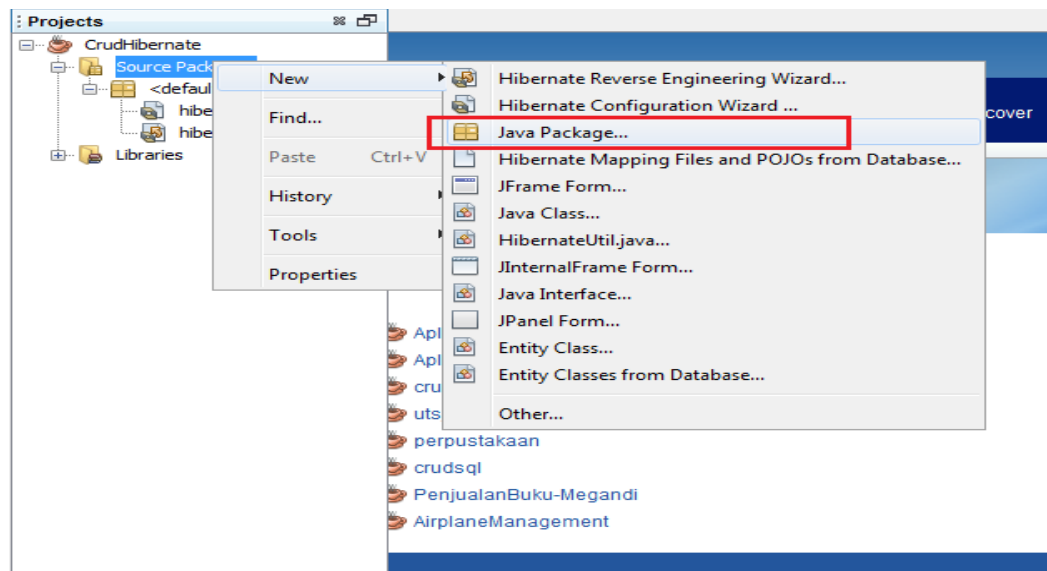 Projects
CrudHibernate
Source Pack
<defaul
hibe
hibe
Libraries
New
Find...
Paste Ctrl+V
History
Tools
Properties
Hibernate Reverse Engineering Wizard...
Hibernate Configuration Wizard ...
Java Package...
Hibernate Mapping Files and POJOs from Database...
JFrame Form...
Java Class...
HibernateUtil.java...
JInternalFrame Form...
Java Interface...
JPanel Form...
Entity Class...
Entity Classes from Database...
Other...
cover
Apl
Apl
cru
uts
perpustakaan
crudsql
PenjualanBuku-Megandi
AirplaneManagement